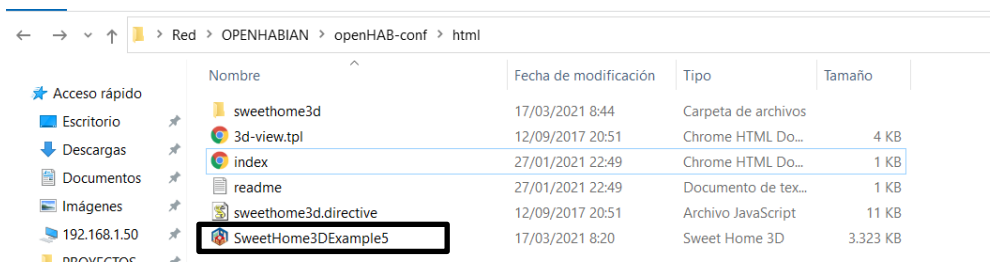 Red > OPENHABIAN > openHAB-conf > html
Nombre Fecha de modificación Tipo Tamaño
Acceso rápido
Escritorio
Descargas
Documentos
Imágenes
192.168.1.50
PROYECTOS
sweethome3d 17/03/2021 8:44 Carpeta de archivos
3d-view.tpl 12/09/2017 20:51 Chrome HTML Do... 4 KB
index 27/01/2021 22:49 Chrome HTML Do... 1 KB
readme 27/01/2021 22:49 Documento de tex... 1 KB
sweethome3d.directive 12/09/2017 20:51 Archivo JavaScript 11 KB
SweetHome3DExample5 17/03/2021 8:20 Sweet Home 3D 3.323 KB